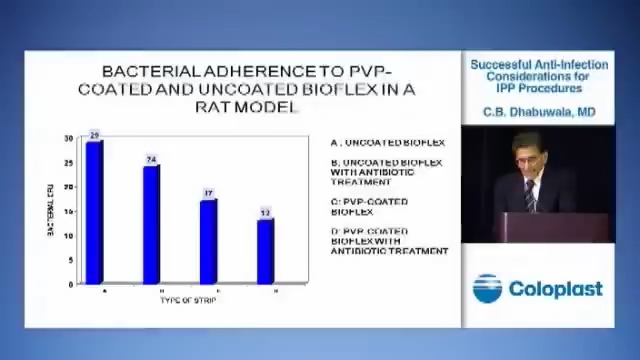 BACTERIAL ADHERENCE TO PVP-
COATED AND UNCOATED BIOFLEX IN A
RAT MODEL
30
25
20
15
10
5
0
29
24
17
13
BACTERIAL CFU
A
TYPE OF STRIP
A : UNCOATED BIOFLEX
B: UNCOATED BIOFLEX
WITH ANTIBIOTIC
TREATMENT
C: PVP-COATED
BIOFLEX
D: PVP-COATED
BIOFLEX WITH
ANTIBIOTIC TREATMENT
Successful Anti-Infection
Considerations for
IPP Procedures
C.B. Dhabuwala, MD
Coloplast